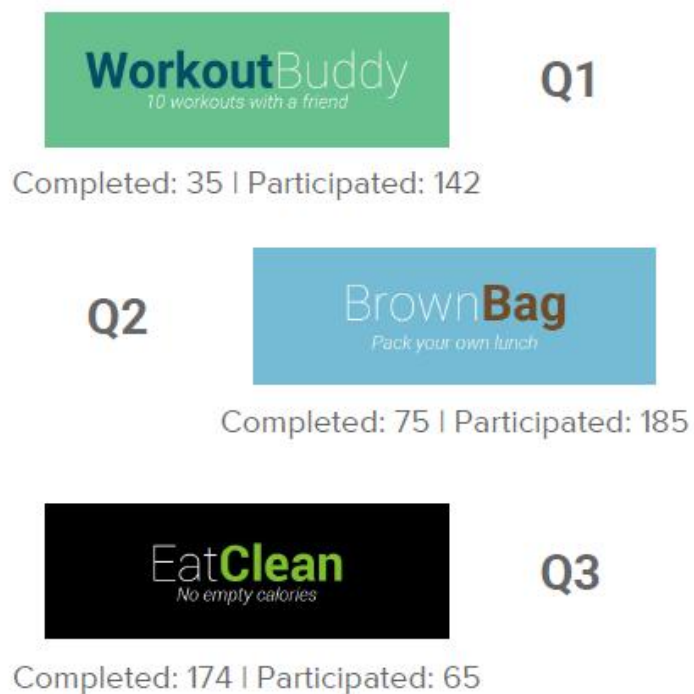 WorkoutBuddy
10 workouts with a friend
Q1
Completed: 35 | Participated: 142
Q2
BrownBag
Pack your own lunch
Completed: 75 | Participated: 185
EatClean
No empty calories
Q3
Completed: 174 | Participated: 65